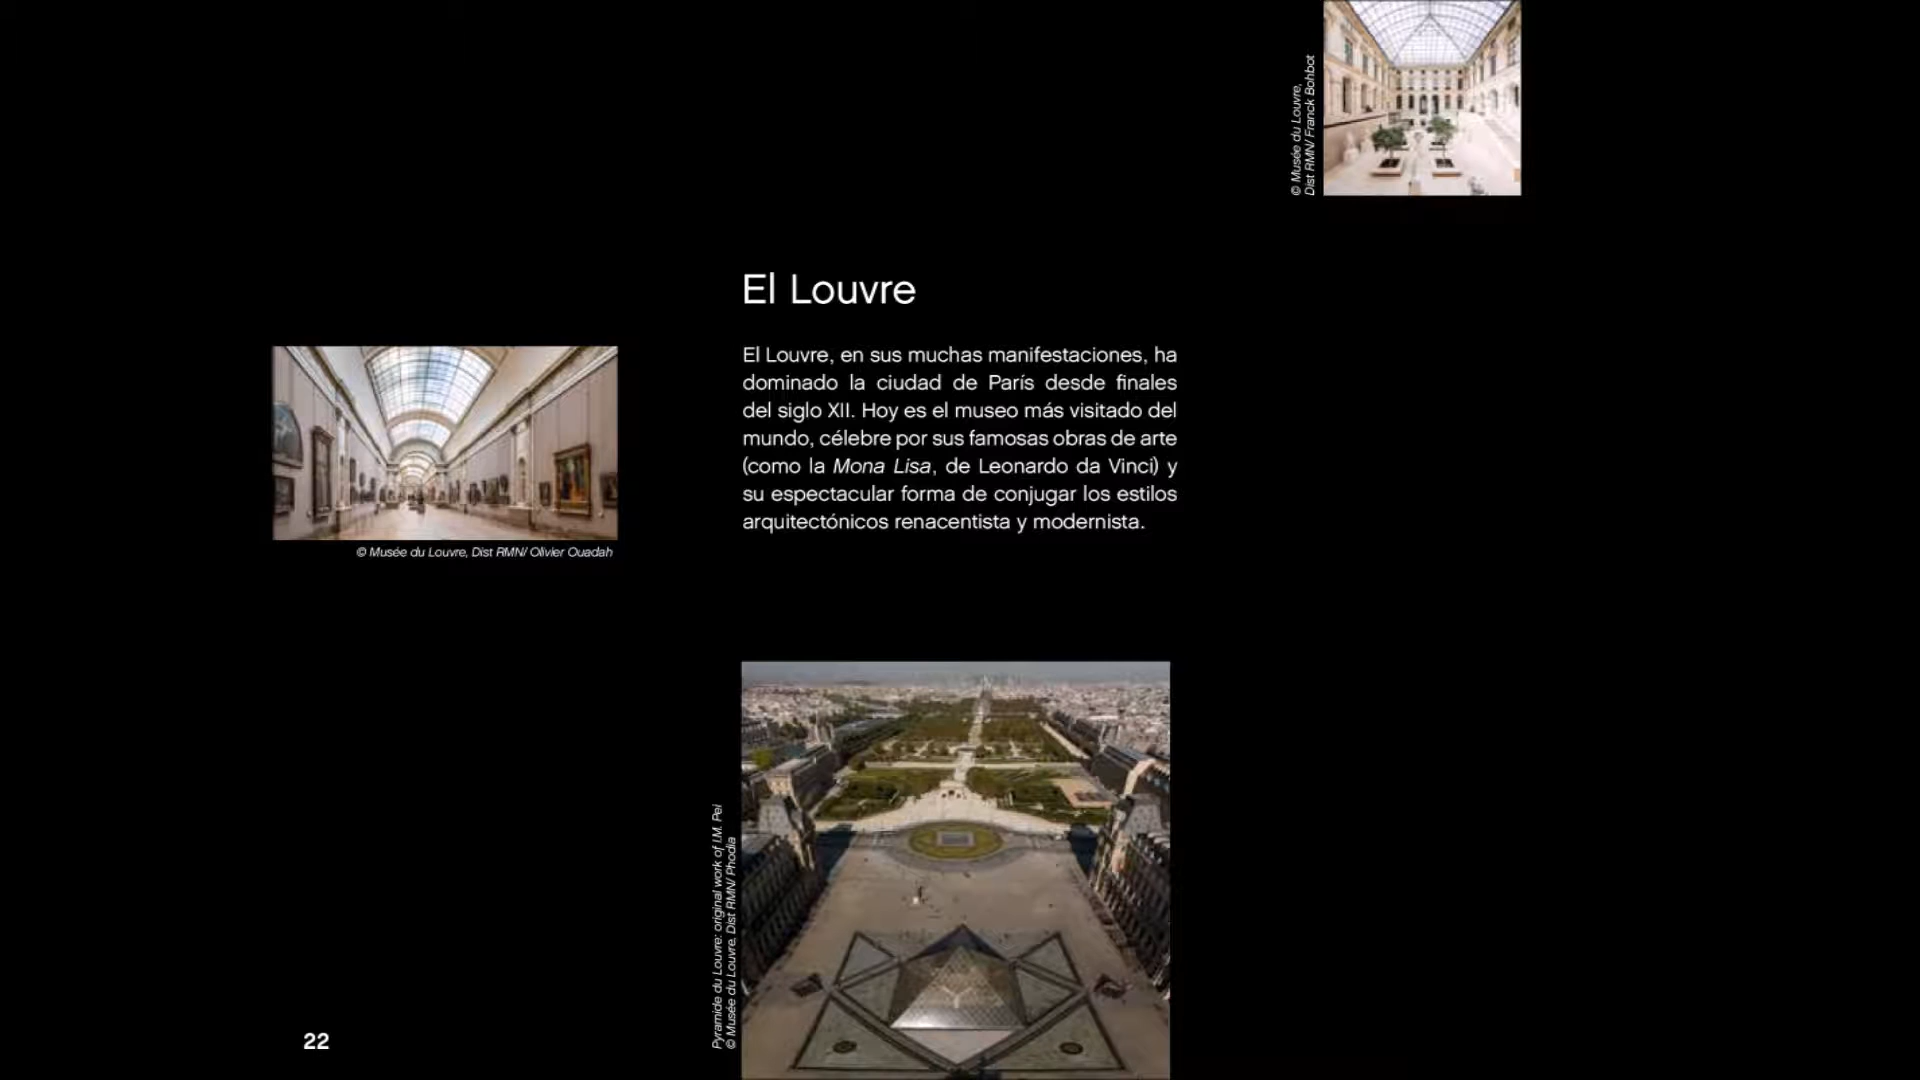 © Musée du Louvre,
Dist RMN/ Franck Bohbot
El Louvre
El Louvre, en sus muchas manifestaciones, ha
dominado la ciudad de París desde finales
del siglo XII. Hoy es el museo más visitado del
mundo, célebre por sus famosas obras de arte
(como la Mona Lisa, de Leonardo da Vinci) y
su espectacular forma de conjugar los estilos
arquitectónicos renacentista y modernista.
© Musée du Louvre, Dist RMN/ Olivier Ouadah
Pyramide du Louvre: original work of I.M. Pei
© Musée du Louvre, Dist RMN/ Phodia
22